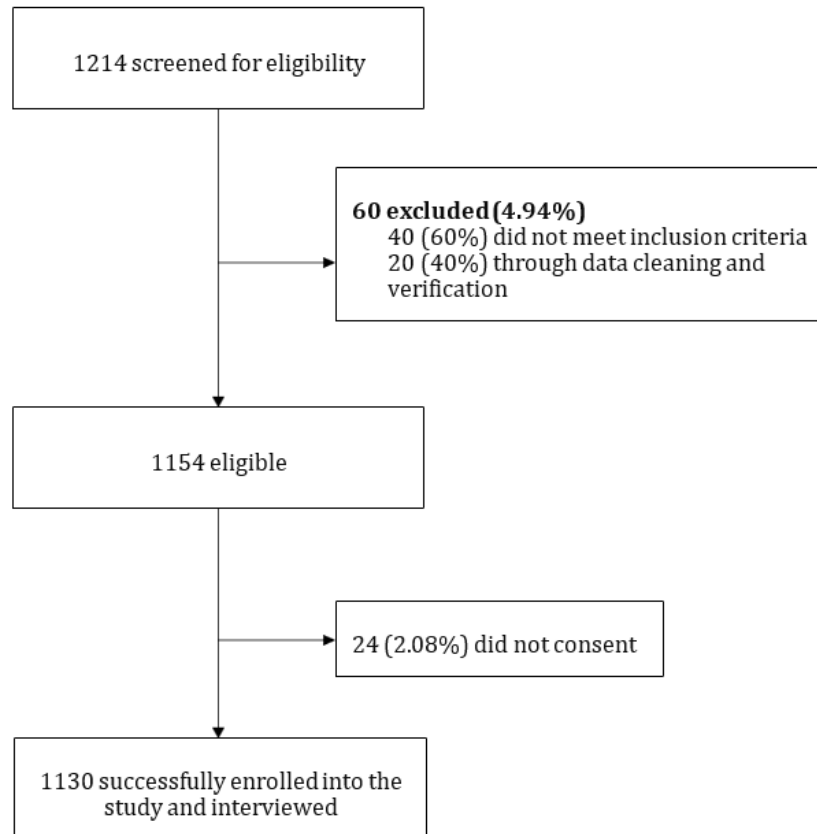 1214 screened for eligibility
60 excluded (4.94%)
40 (60%) did not meet inclusion criteria
20 (40%) through data cleaning and
verification
1154 eligible
24 (2.08%) did not consent
1130 successfully enrolled into the
study and interviewed